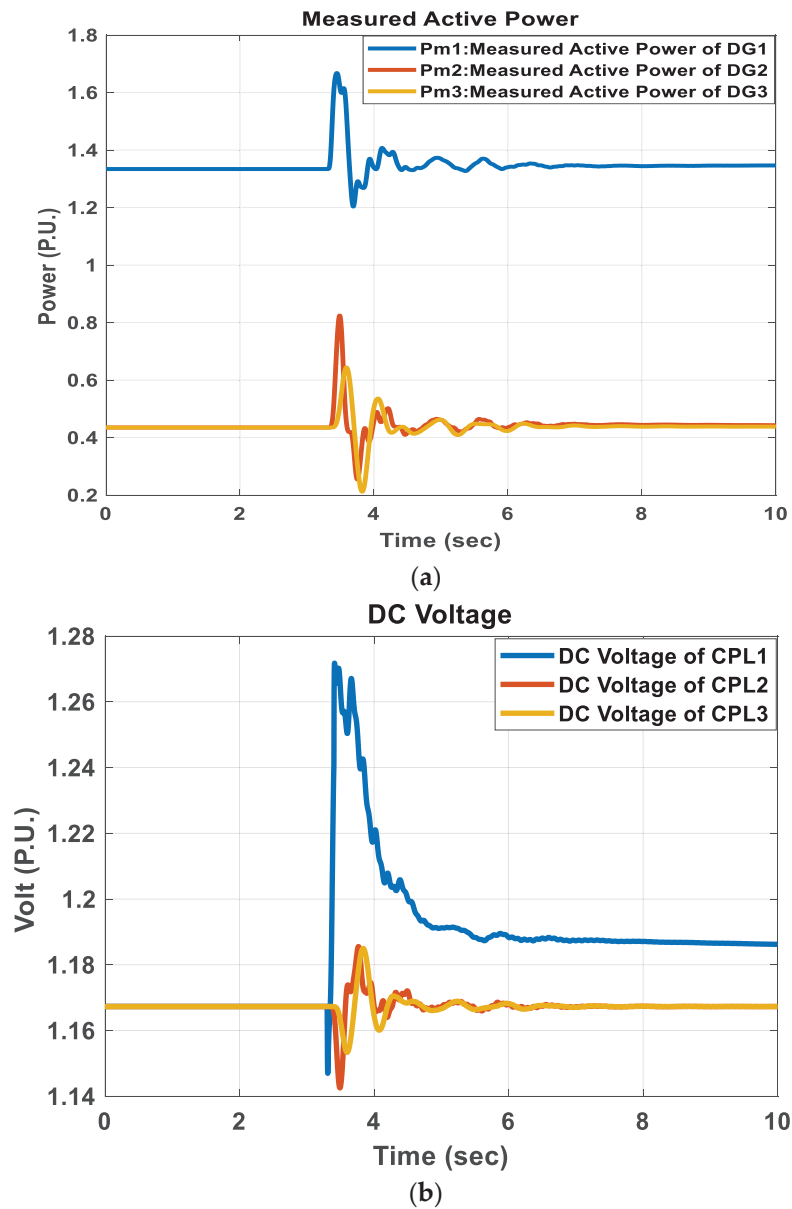 Measured Active Power
1.8
1.6
1.4
1.2
1
0.8
0.6
0.4
0.2
Power (P.U.)
Pm1:Measured Active Power of DG1
Pm2:Measured Active Power of DG2
Pm3:Measured Active Power of DG3
0 2 4 6 8 10
Time (sec)
(a)
DC Voltage
1.28
1.26
1.24
1.22
1.2
1.18
1.16
1.14
Volt (P.U.)
DC Voltage of CPL1
DC Voltage of CPL2
DC Voltage of CPL3
0 2 4 6 8 10
Time (sec)
(b)